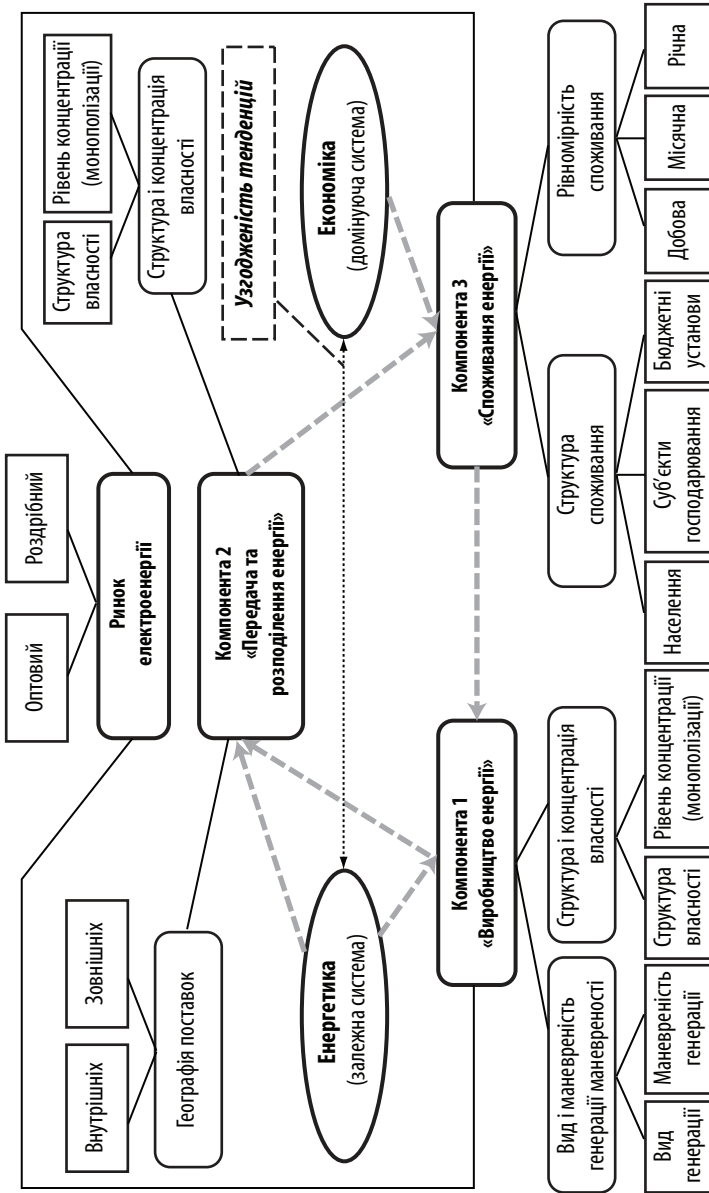 Оптовий
Роздрібний
Ринок
електроенергії
Внутрішніх
Зовнішніх
Географія поставок
Компонента 2
«Передача та
розподілення енергії»
Структура
власності
Рівень концентрації
(монополізації)
Структура і концентрація
власності
Узгодженість тенденцій
Енергетика
(залежна система)
Економіка
(домінуюча система)
Компонента 1
«Виробництво енергії»
Компонента 3
«Споживання енергії»
Вид і маневреність
генерації маневреності
Структура і концентрація
власності
Структура
споживання
Рівномірність
споживання
Вид
генерації
Маневреність
генерації
Структура
власності
Рівень концентрації
(монополізації)
Населення
Суб’єкти
господарювання
Бюджетні
установи
Добова
Місячна
Річна